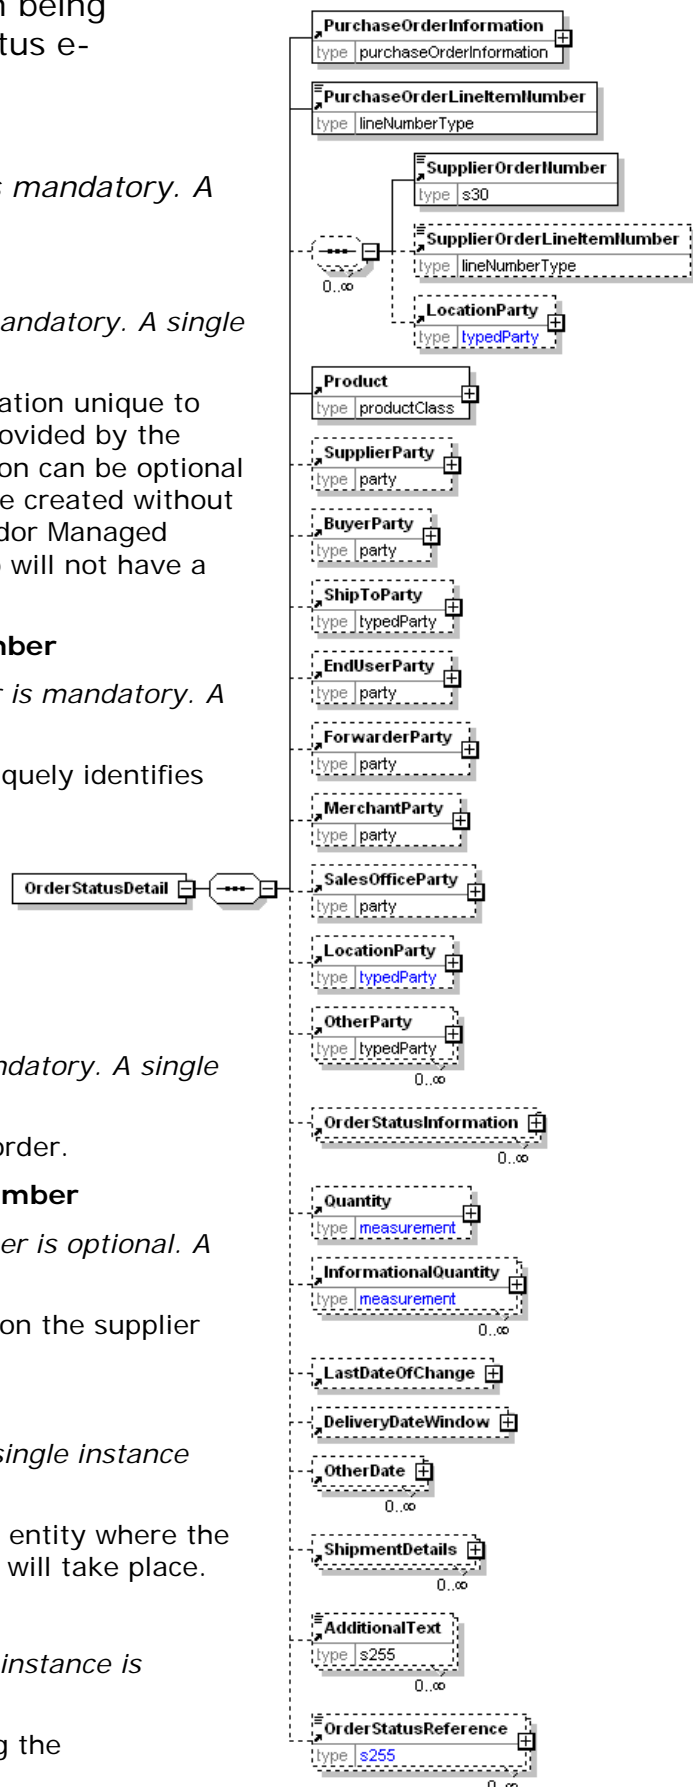 n being
tus e-
s mandatory. A
andatory. A single
ation unique to
rovided by the
on can be optional
e created without
dor Managed
o will not have a
nber
r is mandatory. A
quely identifies
ndatory. A single
order.
umber
er is optional. A
on the supplier
single instance
entity where the
will take place.
instance is
g the
OrderStatusDetail
PurchaseOrderInformation
type purchaseOrderInformation
PurchaseOrderLineItemNumber
type lineNumberType
0..∞
SupplierOrderNumber
type s30
SupplierOrderLineItemNumber
type lineNumberType
LocationParty
type typedParty
Product
type productClass
SupplierParty
type party
BuyerParty
type party
ShipToParty
type typedParty
EndUserParty
type party
ForwarderParty
type party
MerchantParty
type party
SalesOfficeParty
type party
LocationParty
type typedParty
OtherParty
type typedParty
0..∞
OrderStatusInformation
0..∞
Quantity
type measurement
InformationalQuantity
type measurement
0..∞
LastDateOfChange
DeliveryDateWindow
OtherDate
0..∞
ShipmentDetails
0..∞
AdditionalText
type s255
0..∞
OrderStatusReference
type s255
0..∞